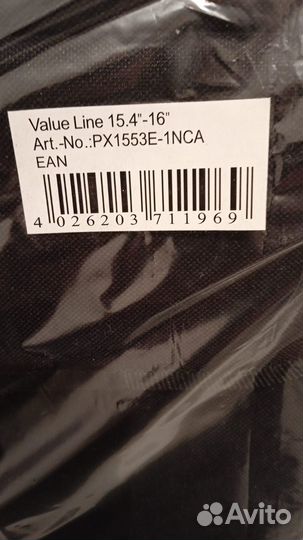 Value Line 15.4"-16"
Art.-No.:PX1553E-1NCA
EAN
4 026203 711969
Avito